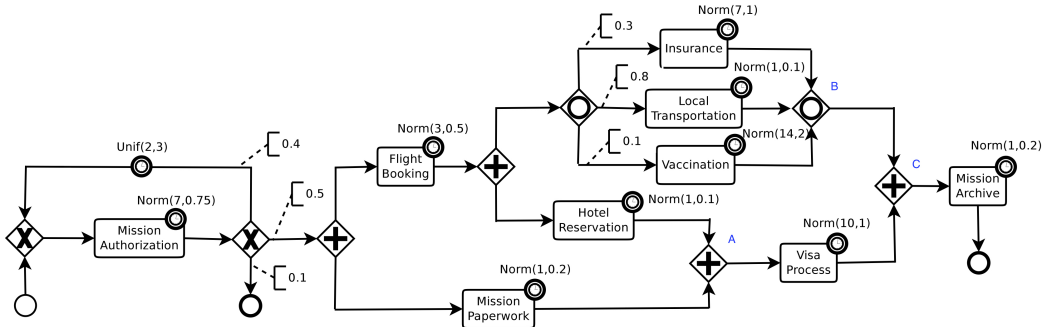 Norm(7,1)
0.3
Insurance
Norm(1,0.1)
0.8
B
Local
Transportation
Norm(3,0.5)
Norm(14,2)
Unif(2,3)
0.4
0.1
Flight
Booking
Vaccination
Norm(1,0.2)
C
Norm(7,0.75)
0.5
Norm(1,0.1)
Mission
Archive
Mission
Authorization
X
X
Hotel
Reservation
Norm(10,1)
A
0.1
Norm(1,0.2)
Visa
Process
Mission
Paperwork